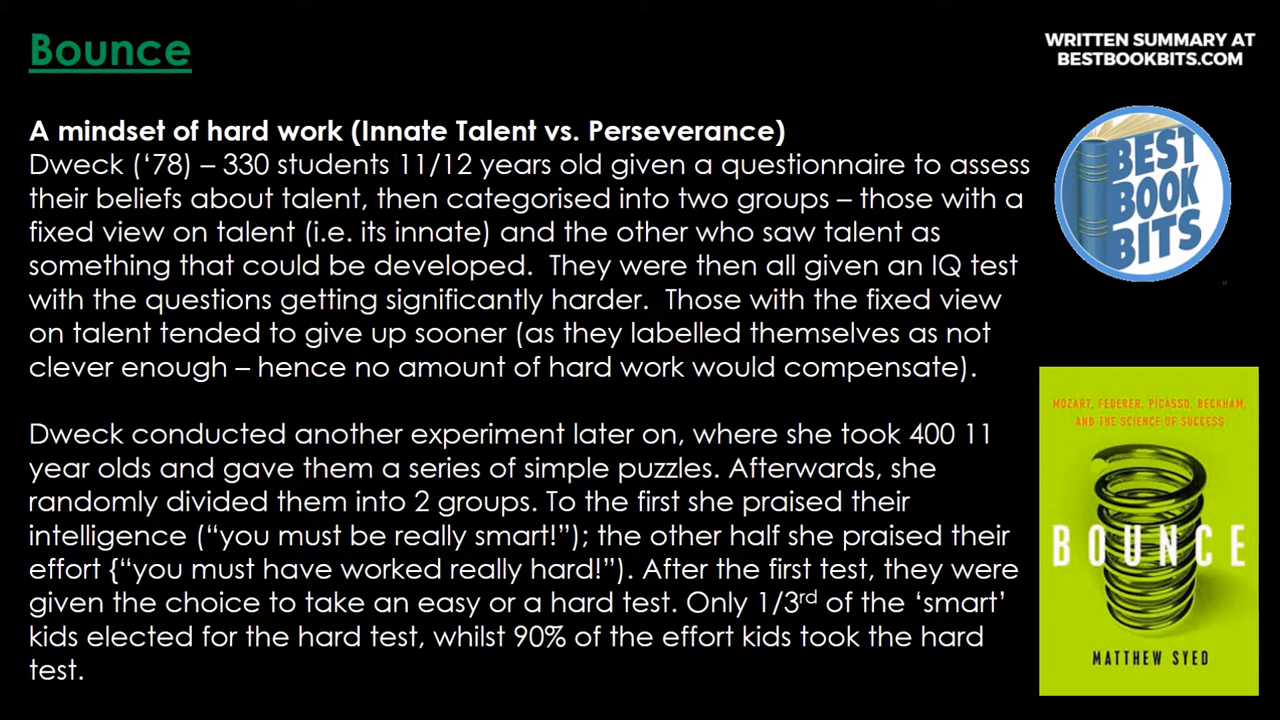 Bounce
WRITTEN SUMMARY AT
BESTBOOKBITS.COM
A mindset of hard work (Innate Talent vs. Perseverance)
Dweck (‘78) – 330 students 11/12 years old given a questionnaire to assess
their beliefs about talent, then categorised into two groups – those with a
fixed view on talent (i.e. its innate) and the other who saw talent as
something that could be developed.  They were then all given an IQ test
with the questions getting significantly harder.  Those with the fixed view
on talent tended to give up sooner (as they labelled themselves as not
clever enough – hence no amount of hard work would compensate).
Dweck conducted another experiment later on, where she took 400 11
year olds and gave them a series of simple puzzles. Afterwards, she
randomly divided them into 2 groups. To the first she praised their
intelligence (“you must be really smart!”); the other half she praised their
effort {“you must have worked really hard!”). After the first test, they were
given the choice to take an easy or a hard test. Only 1/3rd of the ‘smart’
kids elected for the hard test, whilst 90% of the effort kids took the hard
test.
BEST
BOOK
BITS
MOZART, FEDERER, PICASSO, BECKHAM,
AND THE SCIENCE OF SUCCESS
BOUNCE
MATTHEW SYED